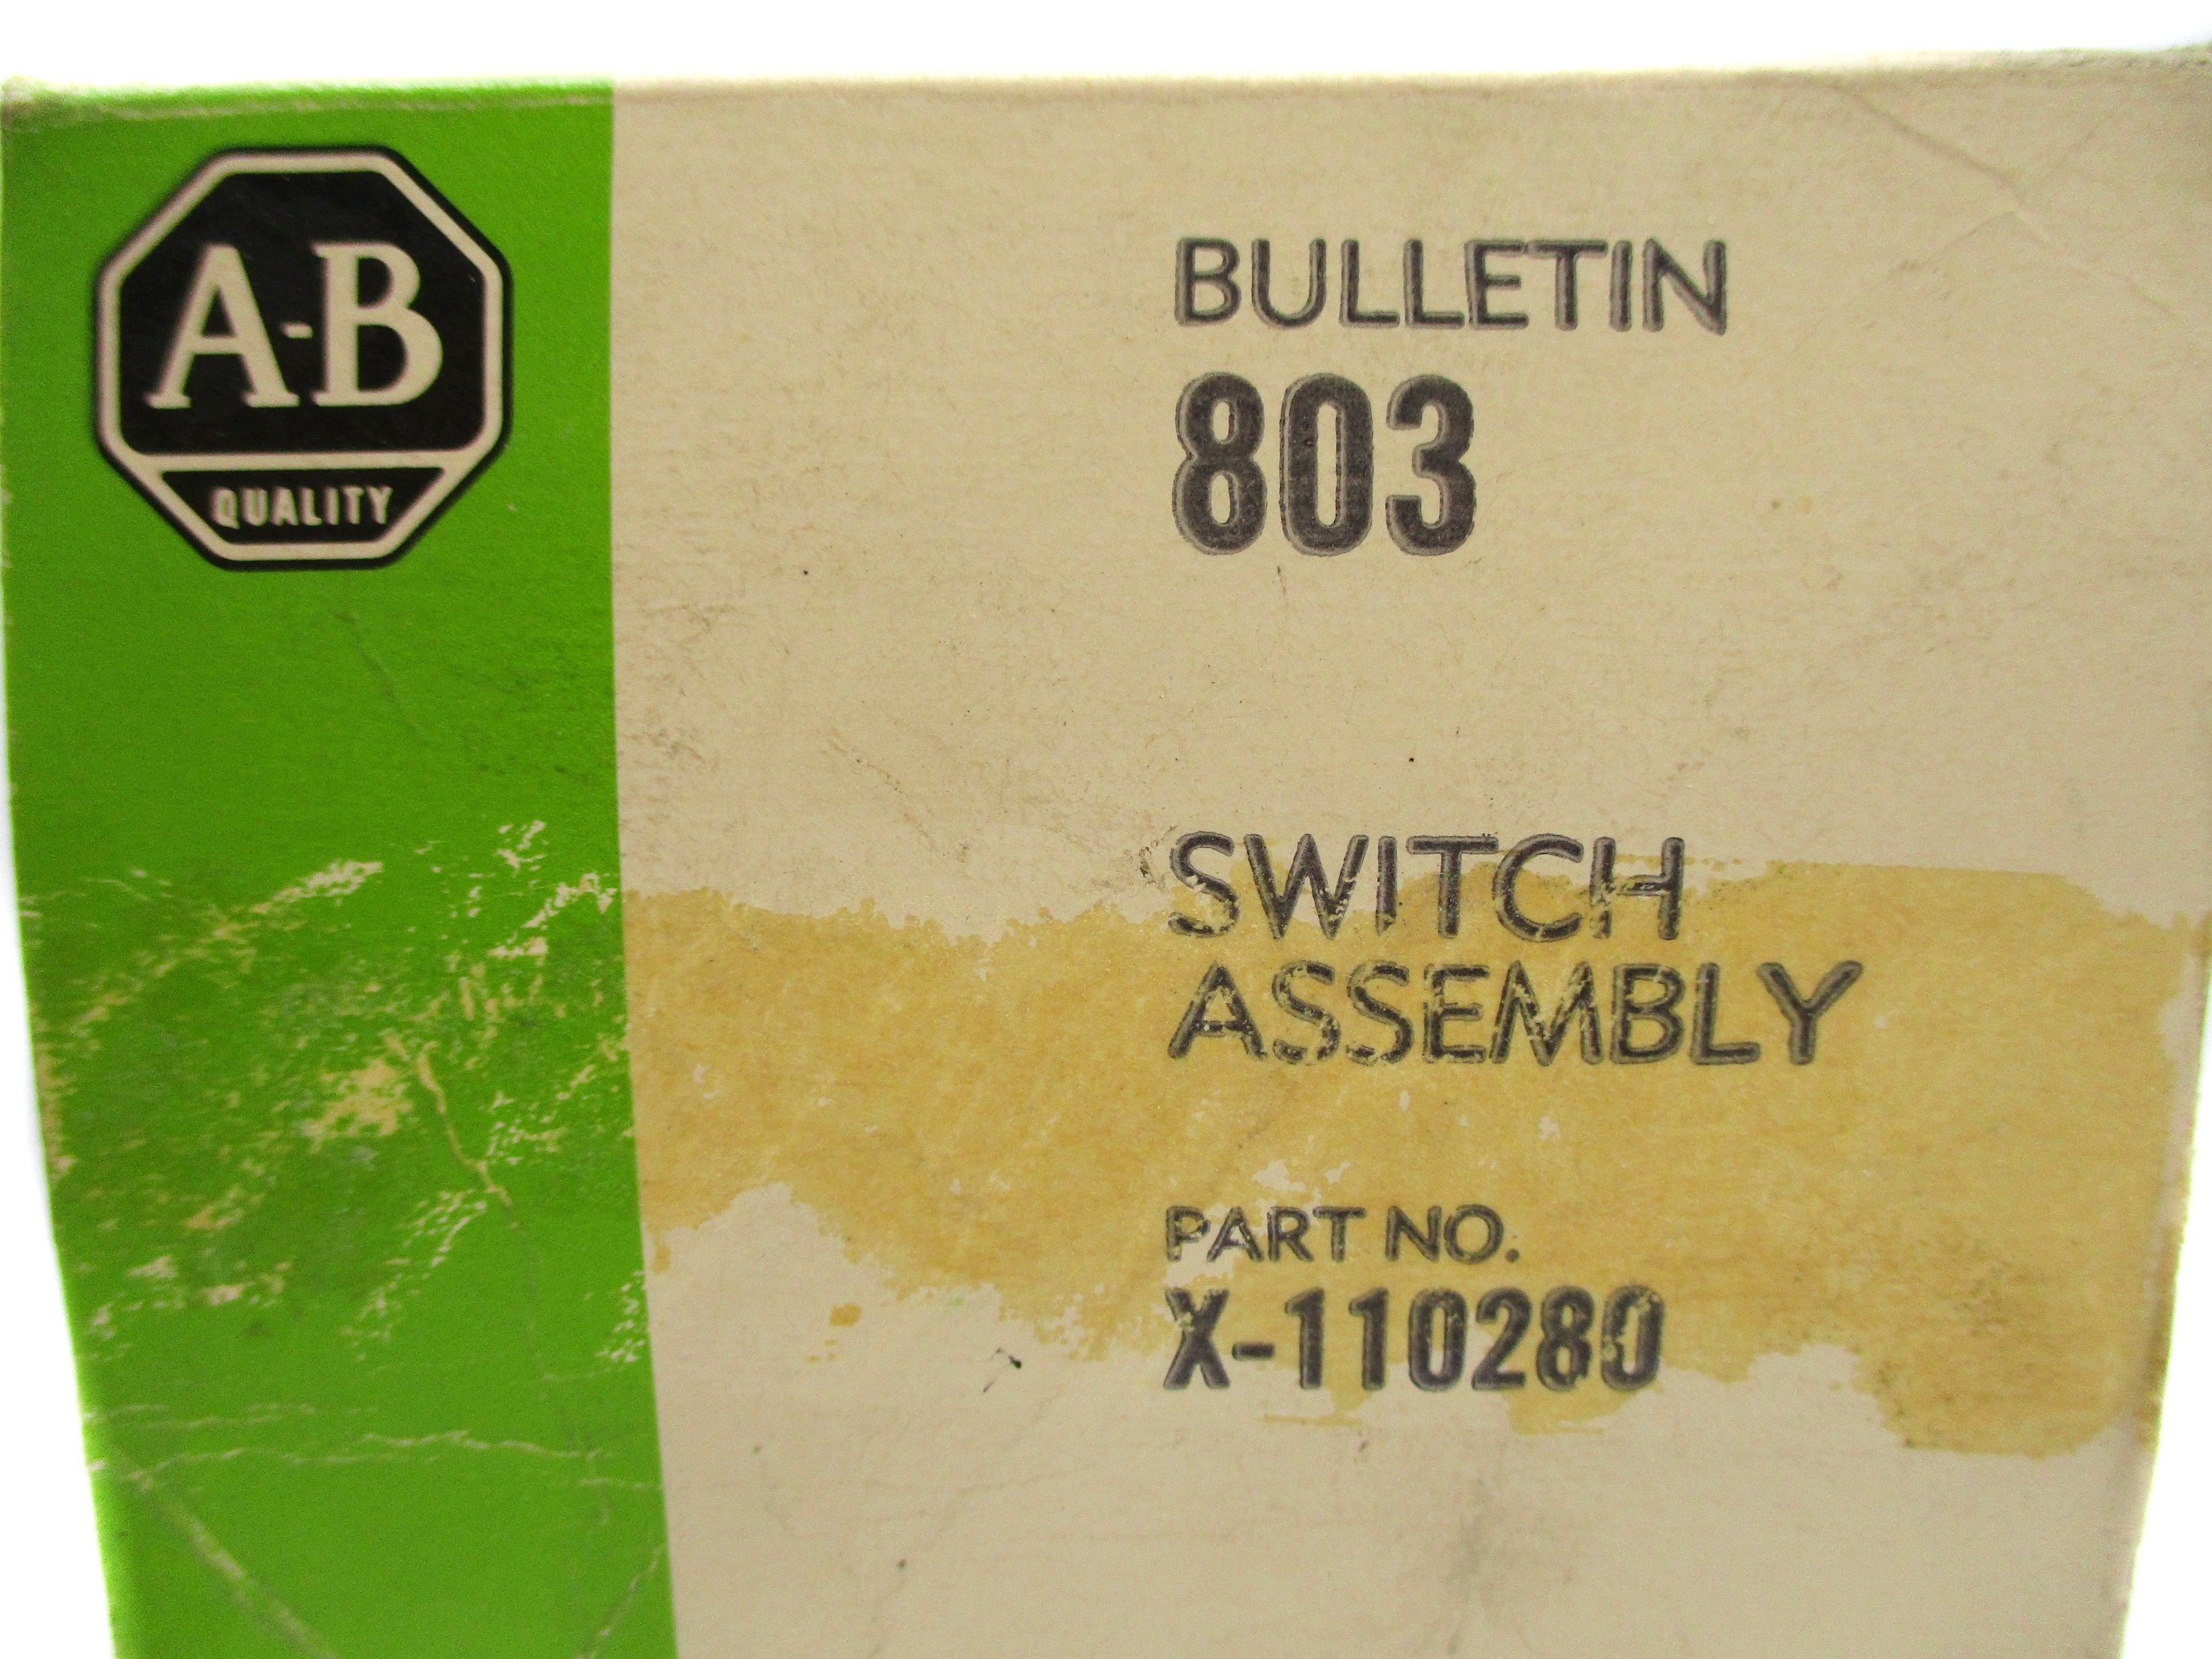 A-B
QUALITY
BULLETIN
803
SWITCH
ASSEMBLY
PART NO.
X-110280